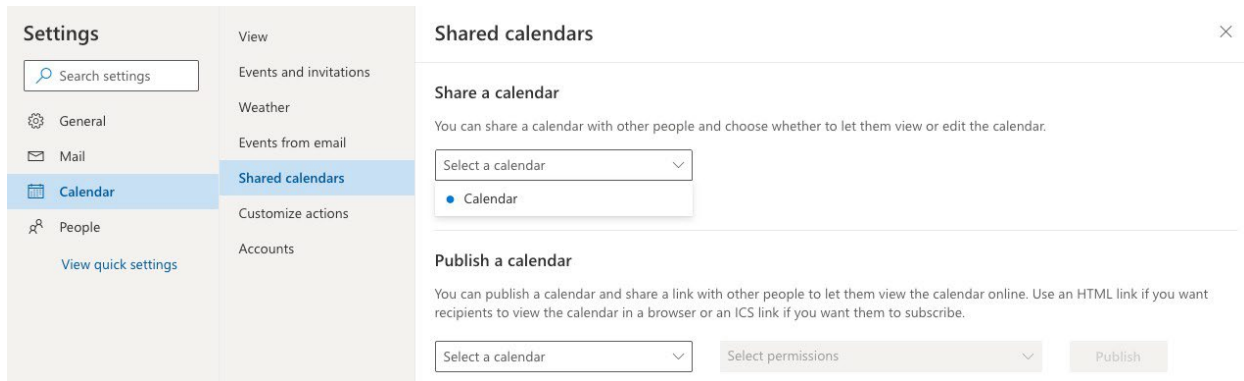 Settings
Search settings
General
Mail
Calendar
People
View quick settings
View
Events and invitations
Weather
Events from email
Shared calendars
Customize actions
Accounts
Shared calendars
Share a calendar
You can share a calendar with other people and choose whether to let them view or edit the calendar.
Select a calendar
Calendar
Publish a calendar
You can publish a calendar and share a link with other people to let them view the calendar online. Use an HTML link if you want
recipients to view the calendar in a browser or an ICS link if you want them to subscribe.
Select a calendar
Select permissions
Publish